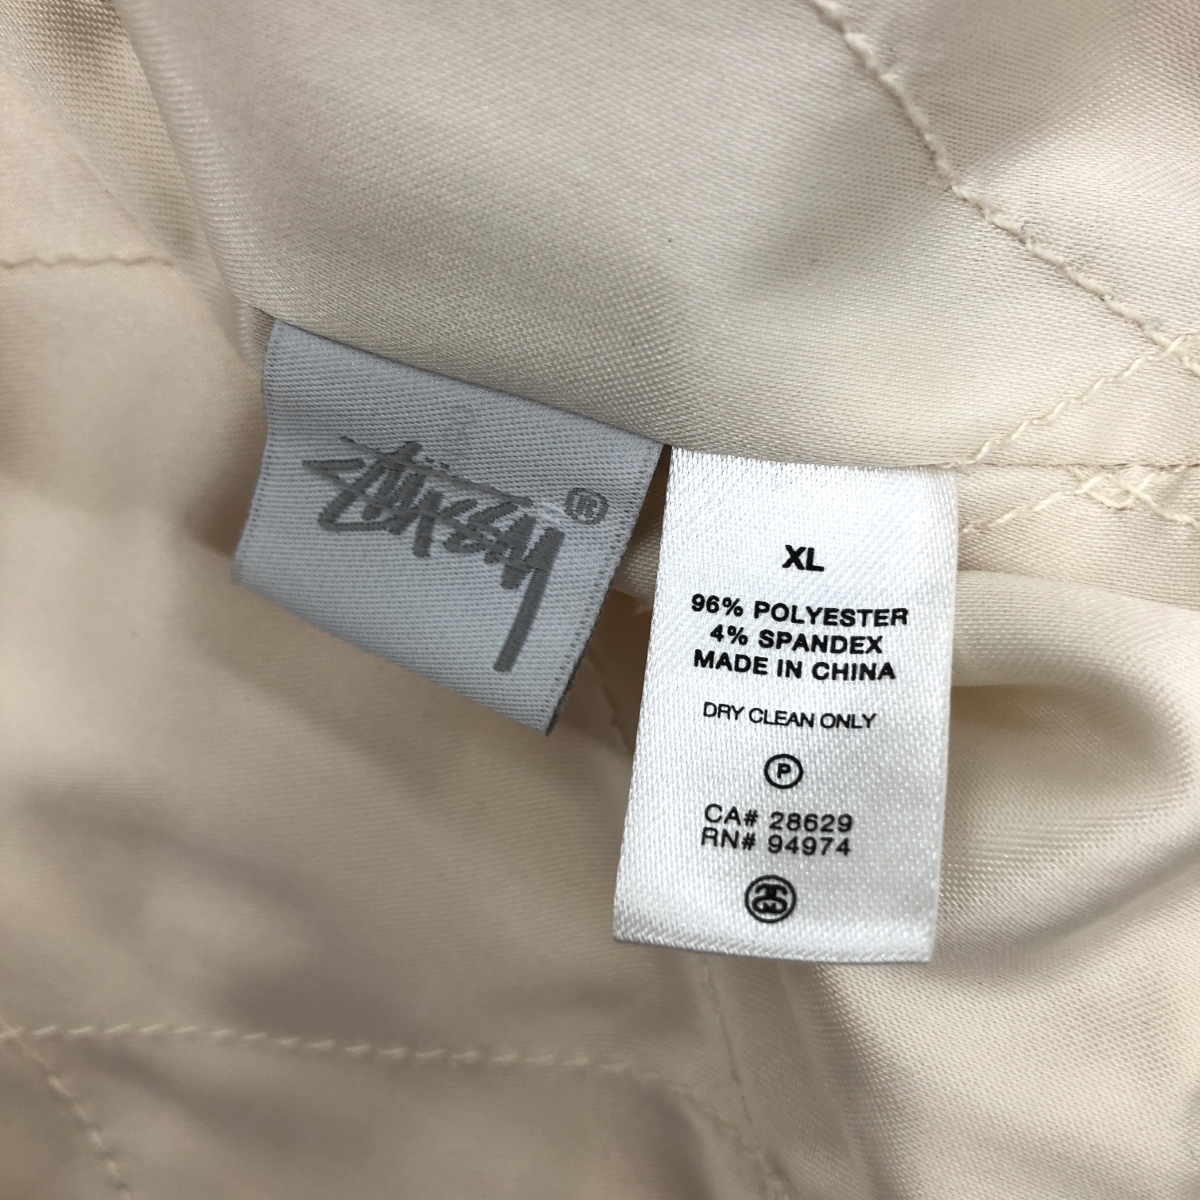 STÜSSY ®
XL
96% POLYESTER
4% SPANDEX
MADE IN CHINA
DRY CLEAN ONLY
P
CA# 28629
RN# 94974